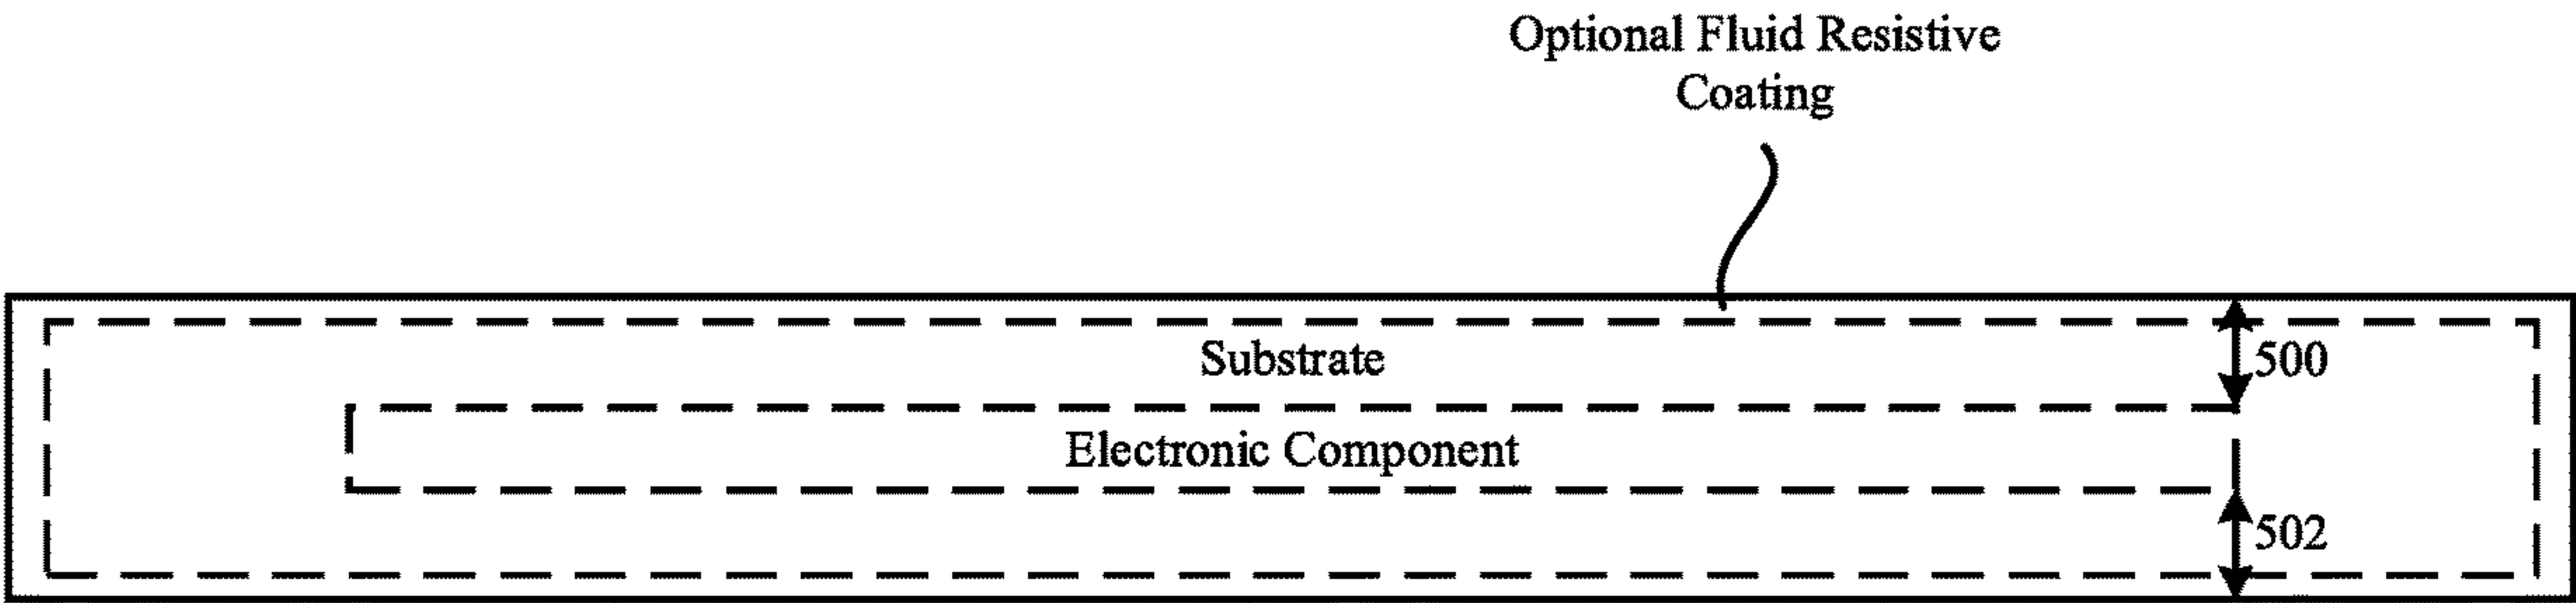 Optional Fluid Resistive
Coating
Substrate
500
Electronic Component
502